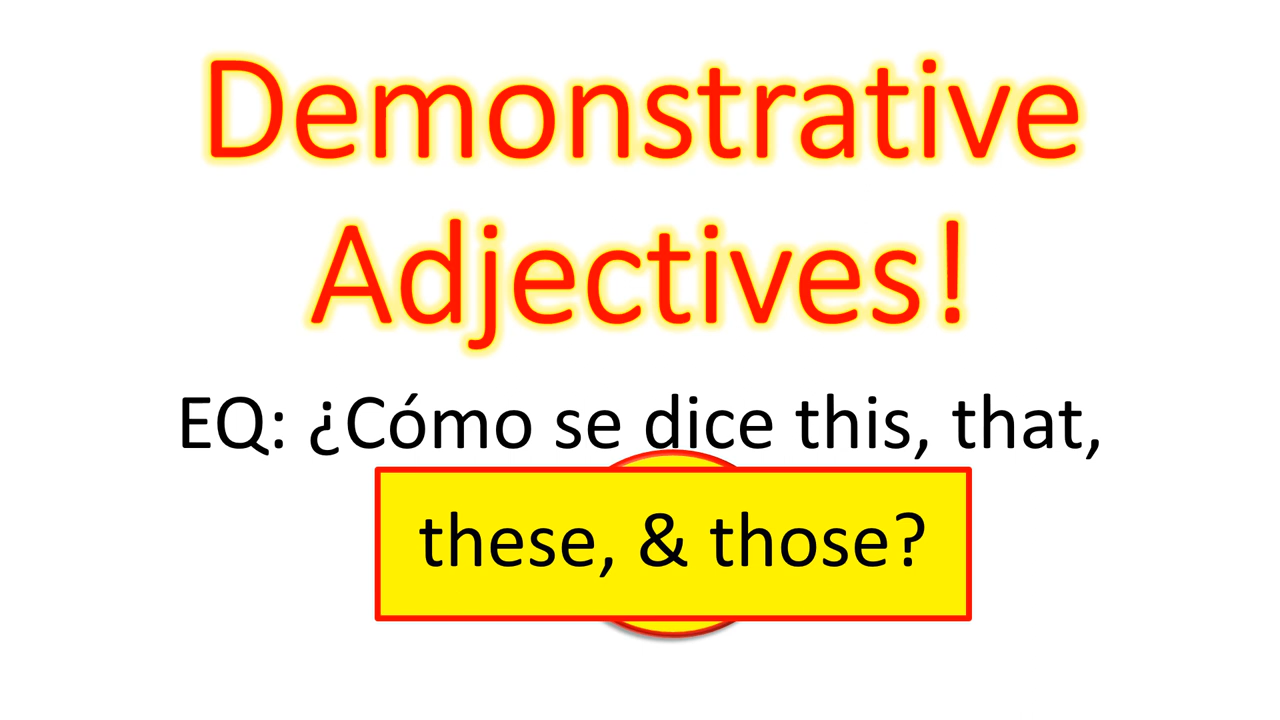 Demonstrative
Adjectives!
EQ: ¿Cómo se dice this, that,
these, & those?